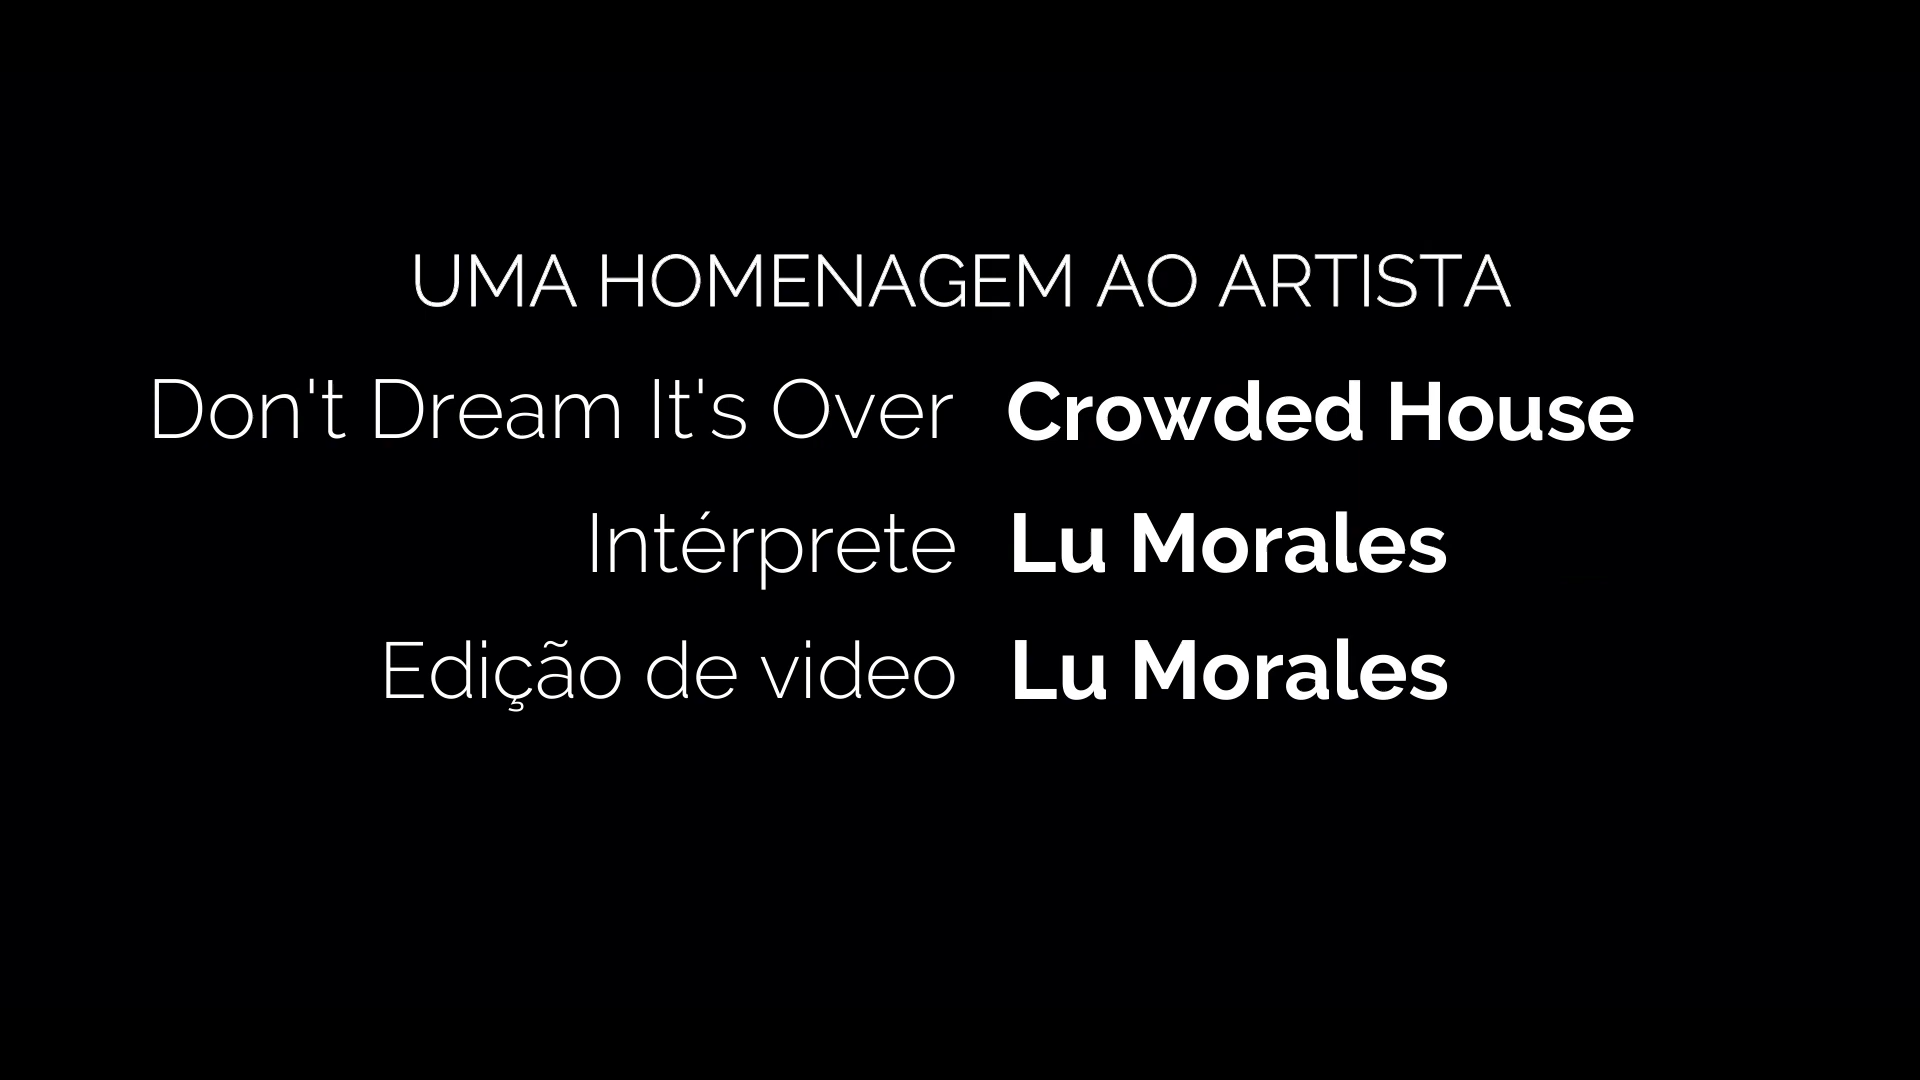 UMA HOMENAGEM AO ARTISTA
Don't Dream It's Over Crowded House
Intérprete Lu Morales
Edição de video Lu Morales